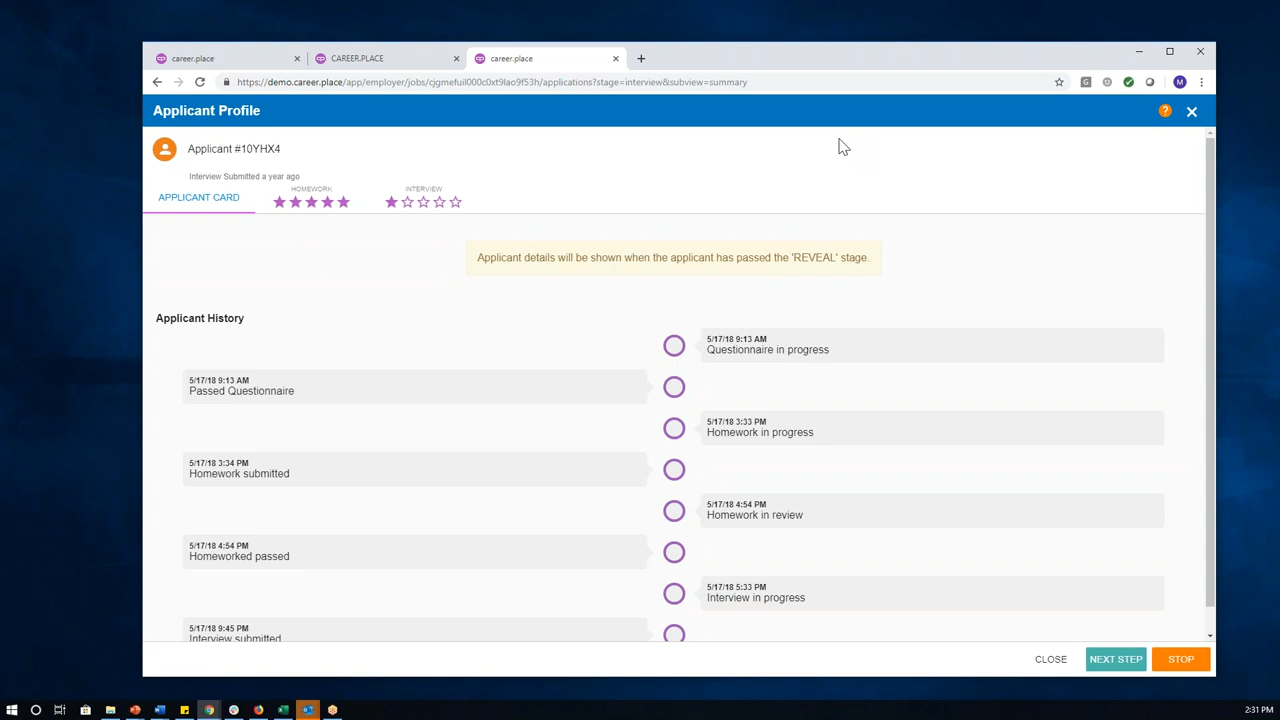 career.place
CAREER.PLACE
career.place
https://demo.career.place/app/employer/jobs/cjgmefuil000c0xt9lao9f53h/applications?stage=interview&subview=summary
M
Applicant Profile
?
Applicant #10YHX4
Interview Submitted a year ago
APPLICANT CARD
HOMEWORK
INTERVIEW
Applicant details will be shown when the applicant has passed the 'REVEAL' stage.
Applicant History
5/17/18 9:13 AM
Questionnaire in progress
5/17/18 9:13 AM
Passed Questionnaire
5/17/18 3:33 PM
Homework in progress
5/17/18 3:34 PM
Homework submitted
5/17/18 4:54 PM
Homework in review
5/17/18 4:54 PM
Homeworked passed
5/17/18 5:33 PM
Interview in progress
5/17/18 9:45 PM
Interview submitted
CLOSE
NEXT STEP
STOP
2:31 PM